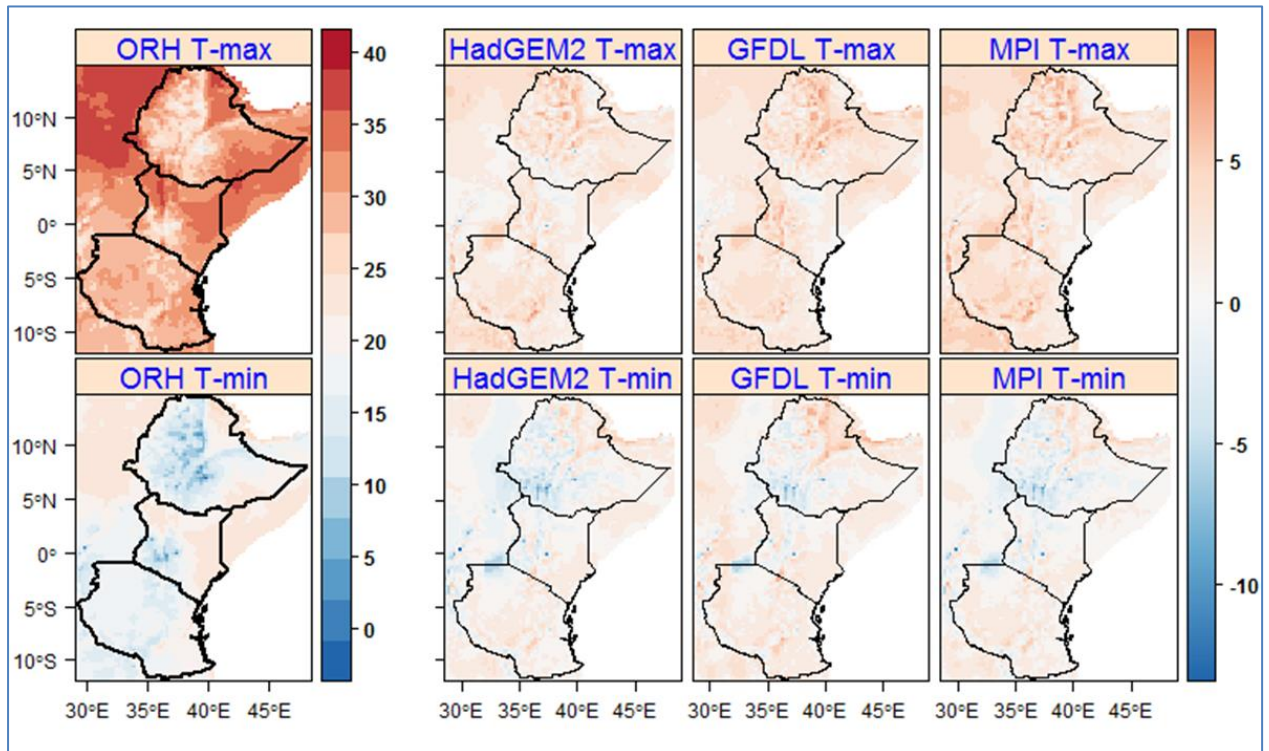 ORH T-max
HadGEM2 T-max
GFDL T-max
MPI T-max
10°N
5°N
0°
5°S
10°S
40
35
30
25
20
15
10
5
0
5
0
-5
-10
ORH T-min
HadGEM2 T-min
GFDL T-min
MPI T-min
10°N
5°N
0°
5°S
10°S
30°E 35°E 40°E 45°E
30°E 35°E 40°E 45°E
30°E 35°E 40°E 45°E
30°E 35°E 40°E 45°E